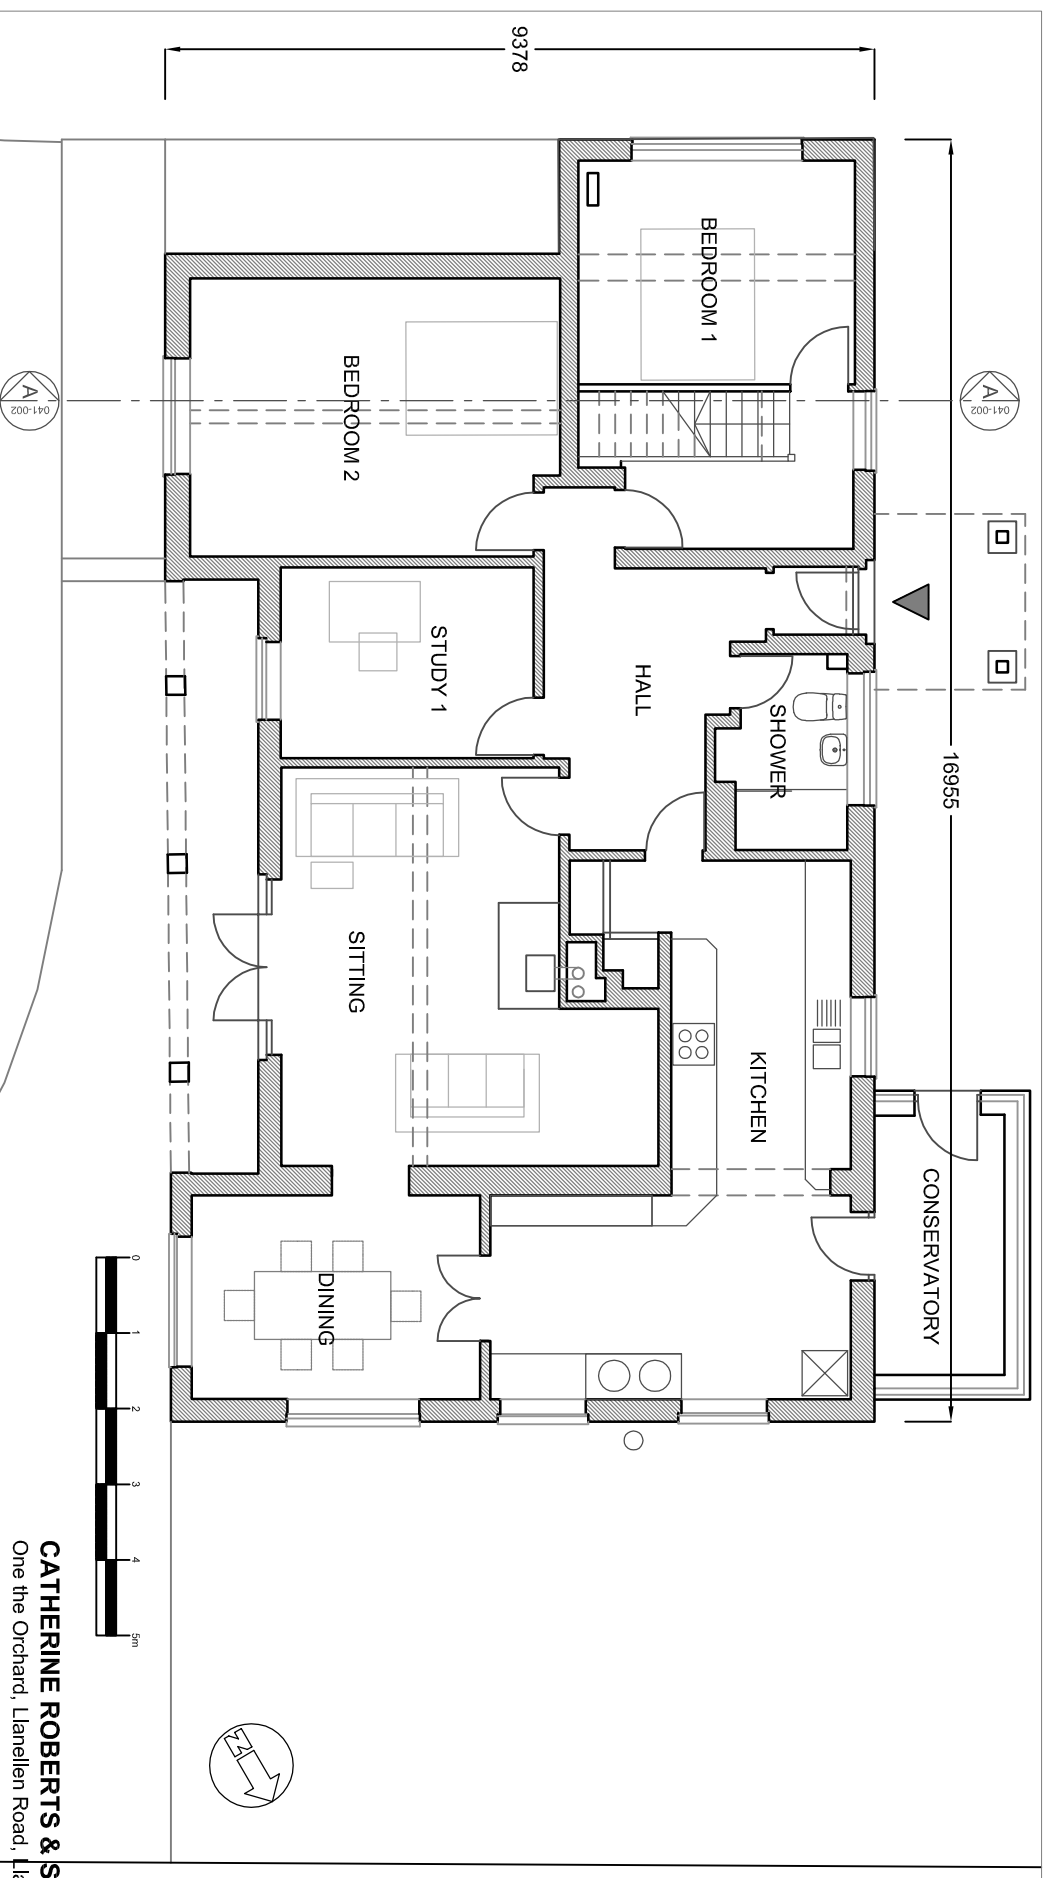 9378
16955
A
041-002
A
041-002
BEDROOM 1
BEDROOM 2
STUDY 1
HALL
SHOWER
SITTING
KITCHEN
CONSERVATORY
DINING
0
1
2
3
4
5m
N
CATHERINE ROBERTS & S
One the Orchard, Llanellen Road, Lla